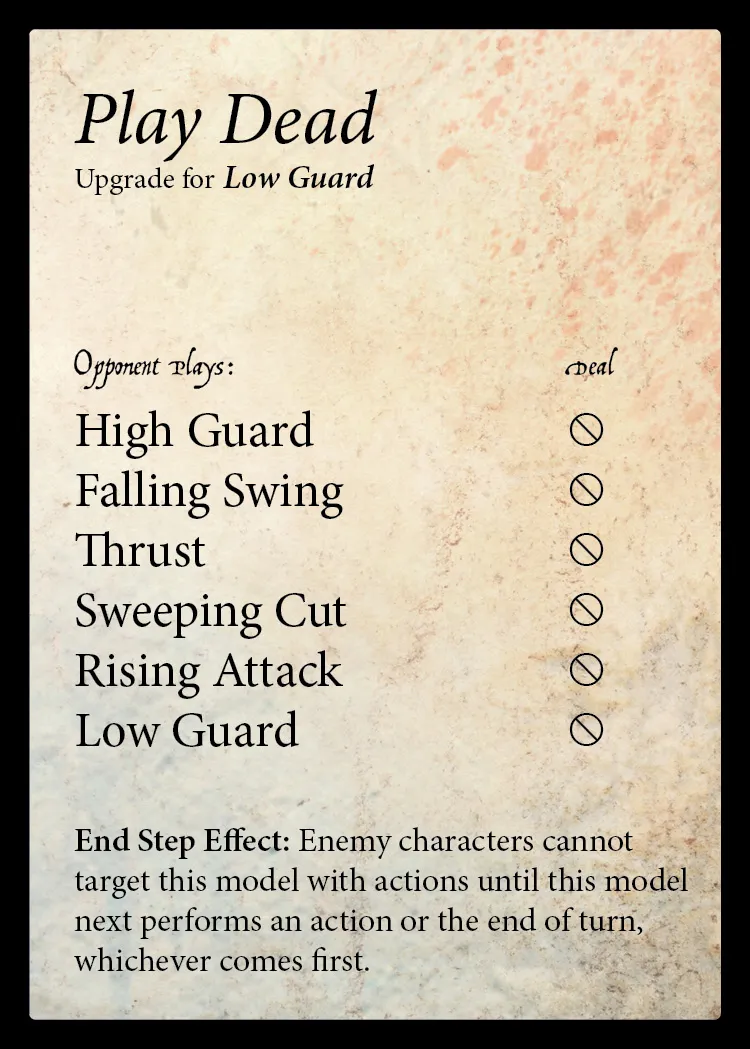 Play Dead
Upgrade for Low Guard
Opponent plays: Deal
High Guard
Falling Swing
Thrust
Sweeping Cut
Rising Attack
Low Guard
End Step Effect: Enemy characters cannot
target this model with actions until this model
next performs an action or the end of turn,
whichever comes first.